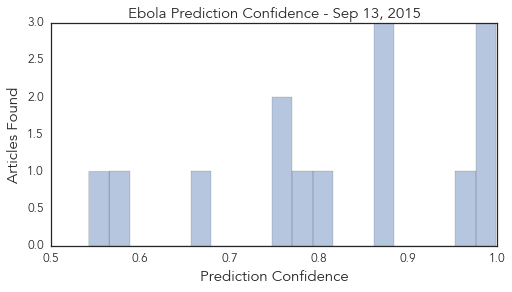 Ebola Prediction Confidence - Sep 13, 2015
3.0
2.5
2.0
1.5
1.0
0.5
0.0
Articles Found
0.5 0.6 0.7 0.8 0.9 1.0
Prediction Confidence